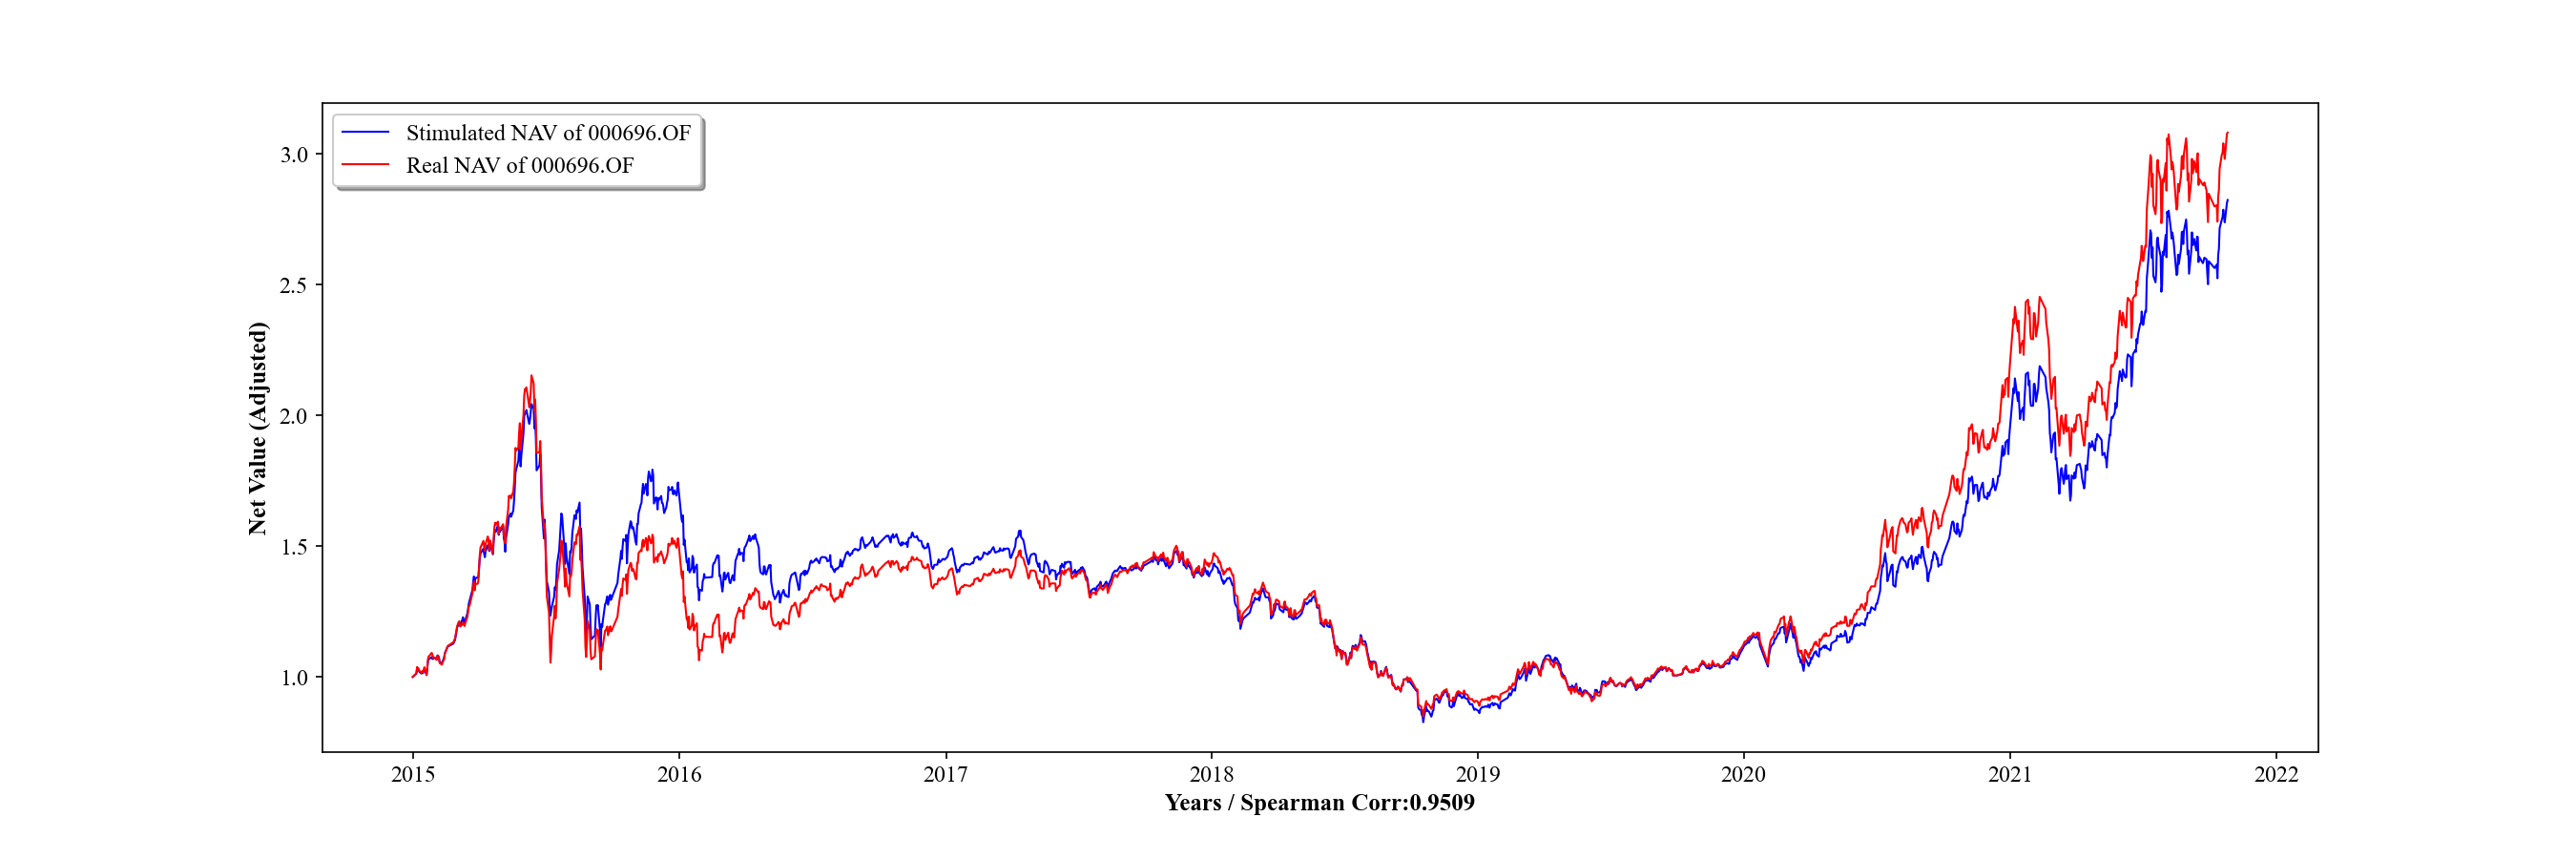 Stimulated NAV of 000696.OF
Real NAV of 000696.OF
3.0
2.5
2.0
1.5
1.0
Net Value (Adjusted)
2015 2016 2017 2018 2019 2020 2021 2022
Years / Spearman Corr:0.9509